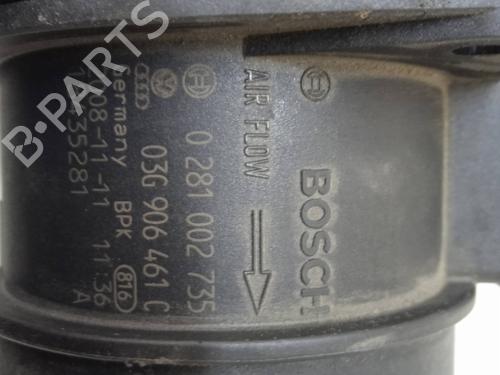 BOSCH
AIR FLOW
0 281 002 735
03G 906 461 C
Germany BPK 816
08-11-11 11:36
35281 A
B-PARTS